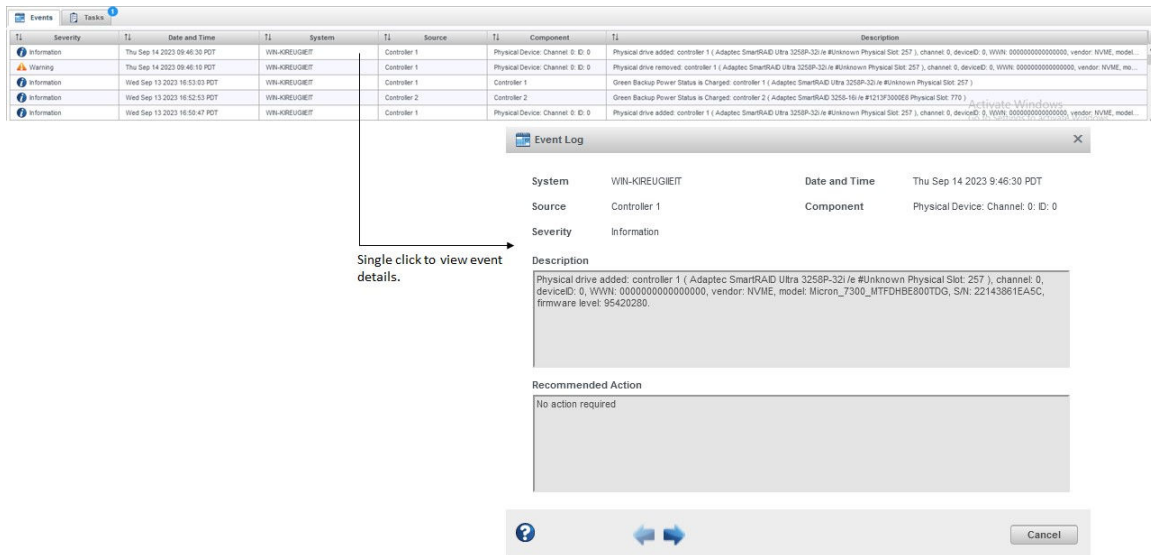 Events Tasks 1
Severity Date and Time System Source Component Description
Information Thu Sep 14 2023 09:46:30 PDT WIN-KIREUGIIEIT Controller 1 Physical Device: Channel: 0: ID: 0 Physical drive added: controller 1 ( Adaptec SmartRAID Ultra 3258P-32i /e #Unknown Physical Slot: 257 ), channel: 0, deviceID: 0, WWN: 0000000000000000, vendor: NVME, model...
Warning Thu Sep 14 2023 09:46:10 PDT WIN-KIREUGIIEIT Controller 1 Physical Device: Channel: 0: ID: 0 Physical drive removed: controller 1 ( Adaptec SmartRAID Ultra 3258P-32i /e #Unknown Physical Slot: 257 ), channel: 0, deviceID: 0, WWN: 0000000000000000, vendor: NVME, mo...
Information Wed Sep 13 2023 16:53:03 PDT WIN-KIREUGIIEIT Controller 1 Controller 1 Green Backup Power Status is Charged: controller 1 ( Adaptec SmartRAID Ultra 3258P-32i /e #Unknown Physical Slot: 257 )
Information Wed Sep 13 2023 16:52:53 PDT WIN-KIREUGIIEIT Controller 2 Controller 2 Green Backup Power Status is Charged: controller 2 ( Adaptec SmartRAID 3258-16i /e #1213F3000E8 Physical Slot: 770 )
Activate Windows
Information Wed Sep 13 2023 16:50:47 PDT WIN-KIREUGIIEIT Controller 1 Physical Device: Channel: 0: ID: 0 Physical drive added: controller 1 ( Adaptec SmartRAID Ultra 3258P-32i /e #Unknown Physical Slot: 257 ), channel: 0, deviceID: 0, WWN: 0000000000000000, vendor: NVME, model...
Event Log
System WIN-KIREUGIIEIT Date and Time Thu Sep 14 2023 9:46:30 PDT
Source Controller 1 Component Physical Device: Channel: 0: ID: 0
Severity Information
Single click to view event
details.
Description
Physical drive added: controller 1 ( Adaptec SmartRAID Ultra 3258P-32i /e #Unknown Physical Slot: 257 ), channel: 0,
deviceID: 0, WWN: 0000000000000000, vendor: NVME, model: Micron_7300_MTFDHBE800TDG, S/N: 22143861EA5C,
firmware level: 95420280.
Recommended Action
No action required
Cancel